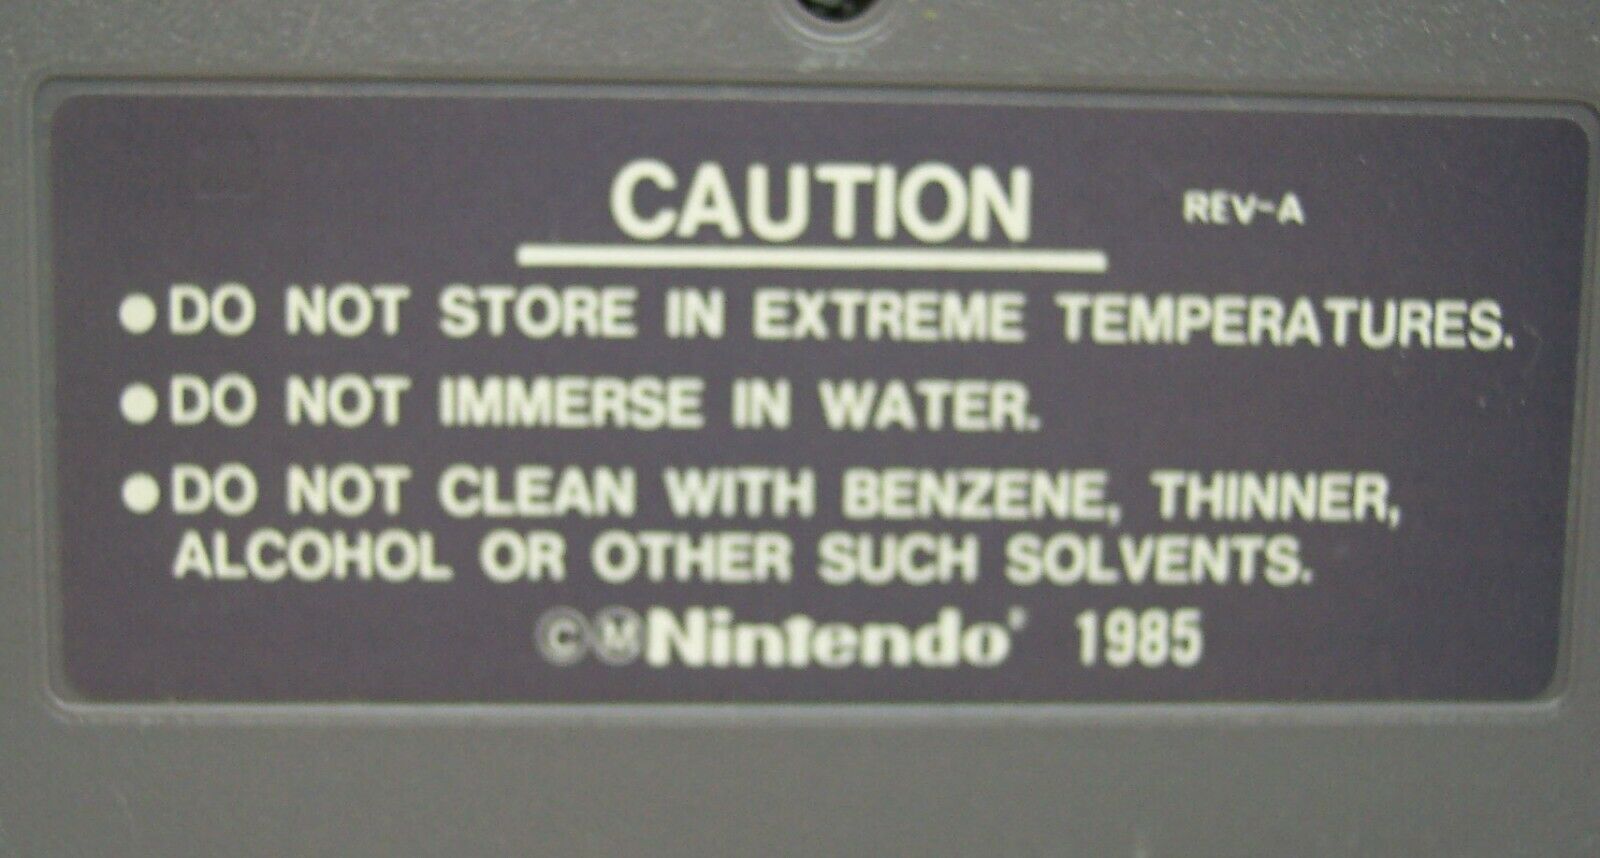 CAUTION REV-A
●DO NOT STORE IN EXTREME TEMPERATURES.
●DO NOT IMMERSE IN WATER.
●DO NOT CLEAN WITH BENZENE, THINNER,
ALCOHOL OR OTHER SUCH SOLVENTS.
©ⓂNintendo® 1985